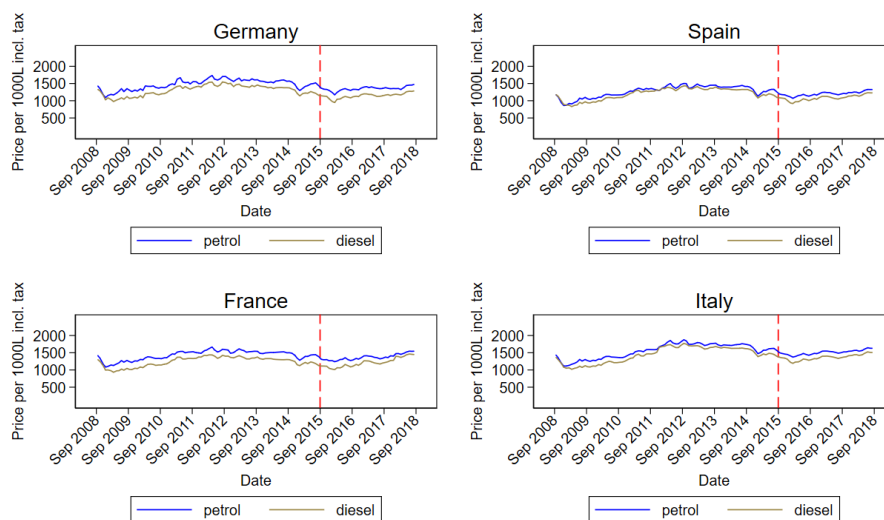 Germany
Price per 1000L incl. tax
2000
1500
1000
500
Sep 2008
Sep 2009
Sep 2010
Sep 2011
Sep 2012
Sep 2013
Sep 2014
Sep 2015
Sep 2016
Sep 2017
Sep 2018
Date
petrol diesel
Spain
Price per 1000L incl. tax
2000
1500
1000
500
Sep 2008
Sep 2009
Sep 2010
Sep 2011
Sep 2012
Sep 2013
Sep 2014
Sep 2015
Sep 2016
Sep 2017
Sep 2018
Date
petrol diesel
France
Price per 1000L incl. tax
2000
1500
1000
500
Sep 2008
Sep 2009
Sep 2010
Sep 2011
Sep 2012
Sep 2013
Sep 2014
Sep 2015
Sep 2016
Sep 2017
Sep 2018
Date
petrol diesel
Italy
Price per 1000L incl. tax
2000
1500
1000
500
Sep 2008
Sep 2009
Sep 2010
Sep 2011
Sep 2012
Sep 2013
Sep 2014
Sep 2015
Sep 2016
Sep 2017
Sep 2018
Date
petrol diesel